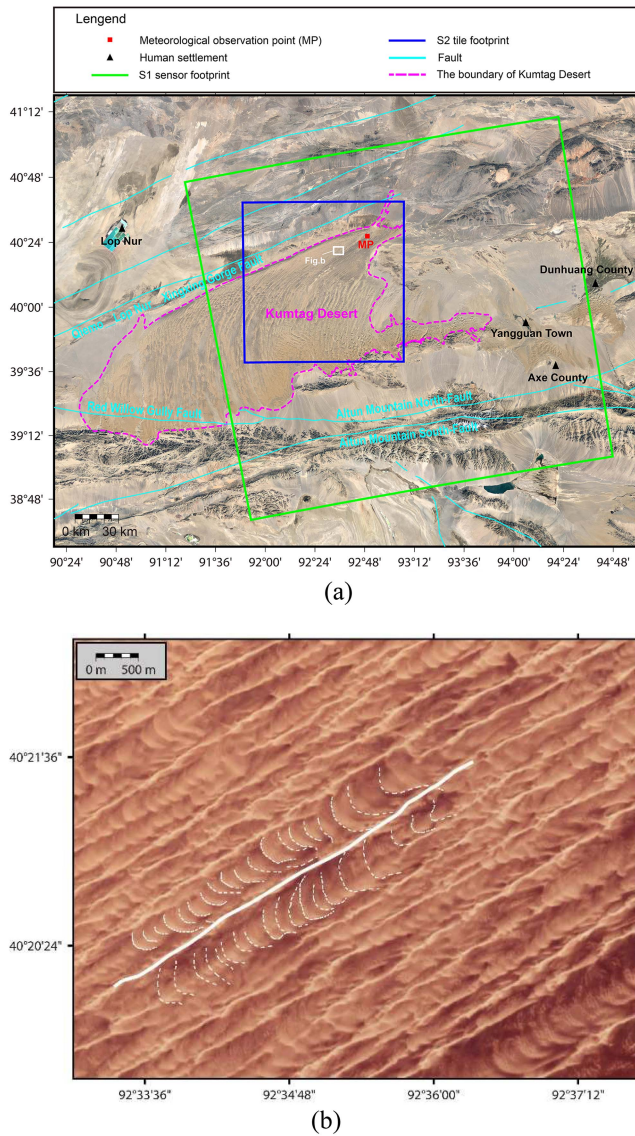 Lengend
Meteorological observation point (MP)
S2 tile footprint
Human settlement
Fault
S1 sensor footprint
The boundary of Kumtag Desert
41°12'
40°48'
40°24'
40°00'
39°36'
39°12'
38°48'
Lop Nur
MP
Fig.b
Dunhuang County
Kumtag Desert
Yangguan Town
Axe County
Red Willow Gully Fault
Altun Mountain North Fault
Altun Mountain South Fault
0 km 30 km
90°24' 90°48' 91°12' 91°36' 92°00' 92°24' 92°48' 93°12' 93°36' 94°00' 94°24' 94°48'
(a)
0 m 500 m
40°21'36"
40°20'24"
92°33'36" 92°34'48" 92°36'00" 92°37'12"
(b)